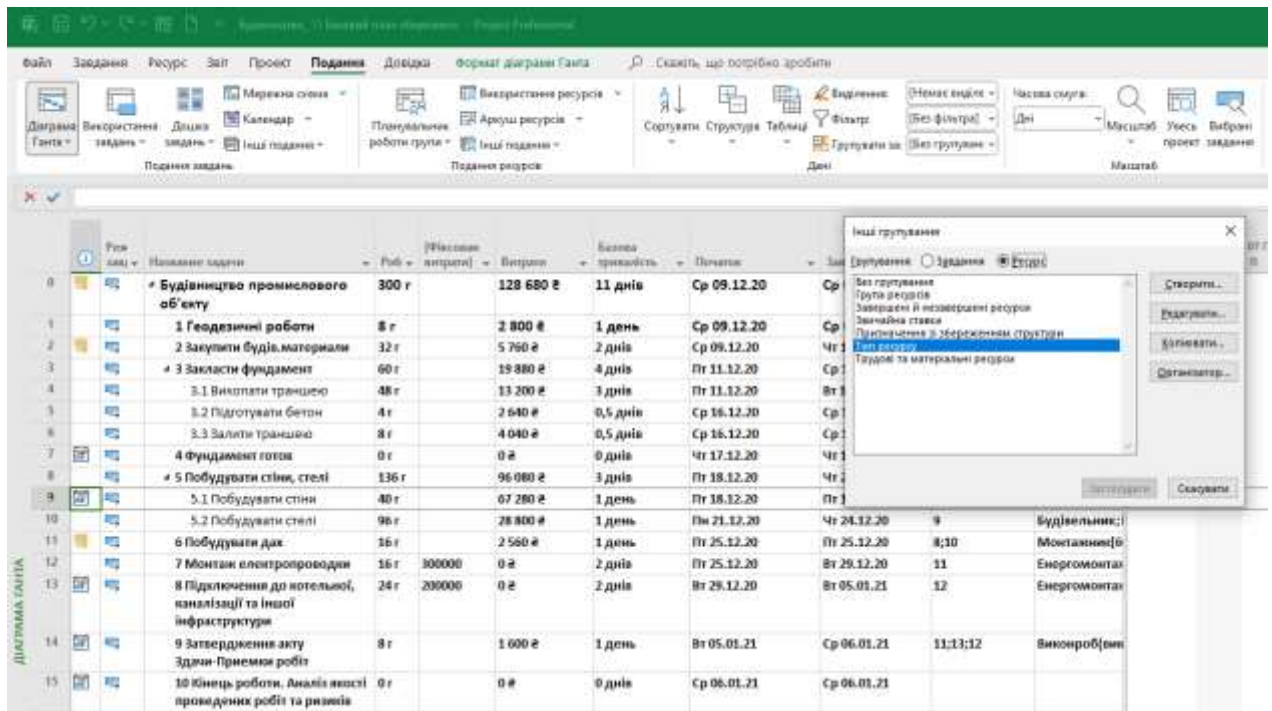 Файл Завдання Ресурс Звіт Проект Подання Довідка Формат діаграми Ганта Скажіть, що потрібно зробити
Діаграма Ганта Використання завдань Дошка завдань Мережна схема Календар Інші подання
Планувальник роботи групи Використання ресурсів Аркуш ресурсів Інші подання
Сортувати Структура Таблиці Виділення: Фільтр: [Без фільтра] Групувати за:
Часова смуга: Дні Масштаб Увесь проект Вибрані завдання
Подання завдань Подання ресурсів Дані Масштаб
Назва
Витрати Базова тривалість Початок
0 Будівництво промислового об'єкту 300 г 128 680 ₴ 11 днів Ср 09.12.20 Ср
1 1 Геодезичні роботи 8 г 2 800 ₴ 1 день Ср 09.12.20 Ср
2 2 Закупити будів.материали 32 г 5 760 ₴ 2 днів Ср 09.12.20
3 3 Закласти фундамент 60 г 19 880 ₴ 4 днів Пт 11.12.20
4 3.1 Викопати траншею 48 г 13 200 ₴ 3 днів Пт 11.12.20
5 3.2 Підготувати бетон 4 г 2 640 ₴ 0,5 днів Ср 16.12.20
6 3.3 Залити траншею 8 г 4 040 ₴ 0,5 днів Ср 16.12.20
7 4 Фундамент готов 0 г 0 ₴ 0 днів Чт 17.12.20
8 5 Побудувати стіни, стелі 136 г 96 080 ₴ 3 днів Пт 18.12.20
9 5.1 Побудувати стіни 40 г 67 280 ₴ 1 день Пт 18.12.20
10 5.2 Побудувати стелі 96 г 28 800 ₴ 1 день Пн 21.12.20 Чт 24.12.20 9 Будівельник;
11 6 Побудувати дах 16 г 2 560 ₴ 1 день Пт 25.12.20 Пт 25.12.20 8;10 Монтажник[
12 7 Монтаж електропроводки 16 г 300000 0 ₴ 2 днів Пт 25.12.20 Вт 29.12.20 11 Енергомонтаж
13 8 Підключення до котельної, каналізації та іншої інфраструктури 24 г 200000 0 ₴ 2 днів Вт 29.12.20 Вт 05.01.21 12 Енергомонтаж
14 9 Затвердження акту Здачи-Приемки робіт 8 г 1 600 ₴ 1 день Вт 05.01.21 Ср 06.01.21 11;13;12 Виконроб[
15 10 Кінець роботи. Аналіз якості проведених робіт та ризиків 0 г 0 ₴ 0 днів Ср 06.01.21 Ср 06.01.21
ДІАГРАМА ГАНТА
Інші групування
Групування Завдання Ресурс
Без групування
Група ресурсів
Завершені й незавершені ресурси
Звичайна ставка
Призначення зі збереженням структури
Тип ресурсу
Трудові та матеріальні ресурси
Створити...
Редагувати...
Копіювати...
Організатор...
Застосувати Скасувати